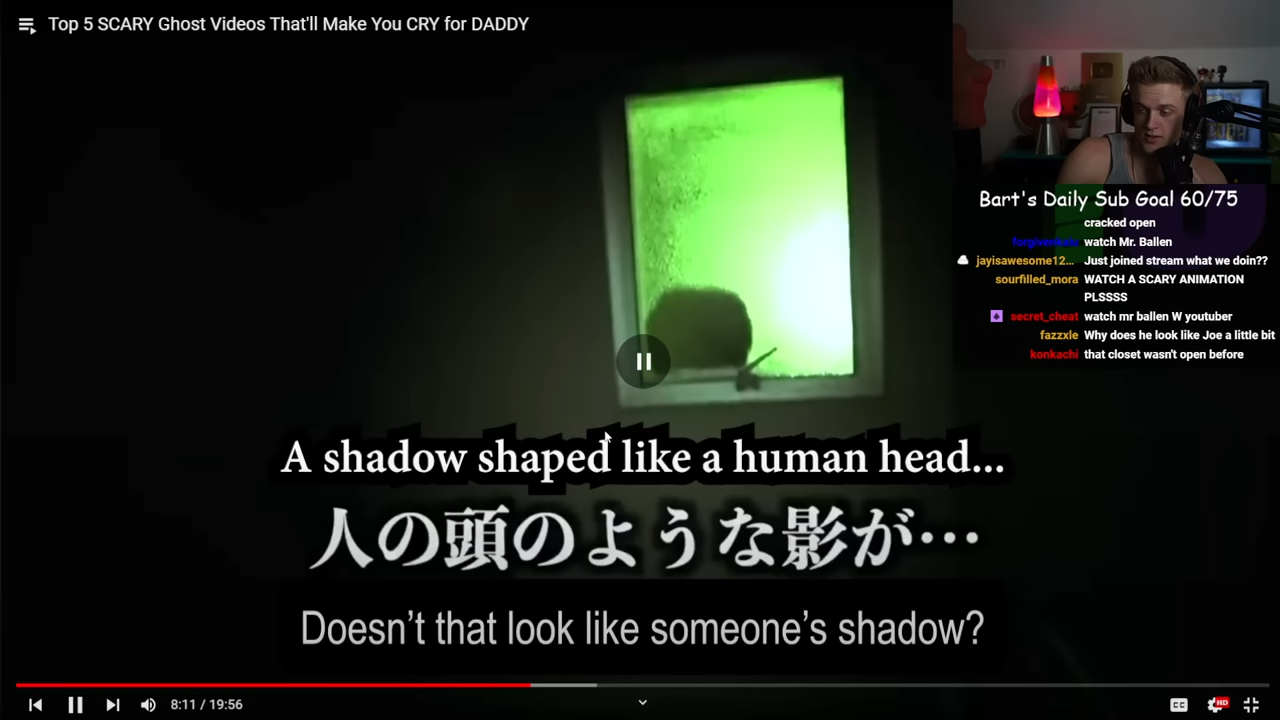 Top 5 SCARY Ghost Videos That'll Make You CRY for DADDY
Bart's Daily Sub Goal 60/75
cracked open
watch Mr. Ballen
jayisawesome12... Just joined stream what we doin??
sourfilled_mora WATCH A SCARY ANIMATION
PLSSSS
secret_cheat watch mr ballen W youtuber
fazzxle Why does he look like Joe a little bit
konkachi that closet wasn't open before
A shadow shaped like a human head...
人の頭のような影が…
Doesn't that look like someone's shadow?
8:11 / 19:56
CC
HD